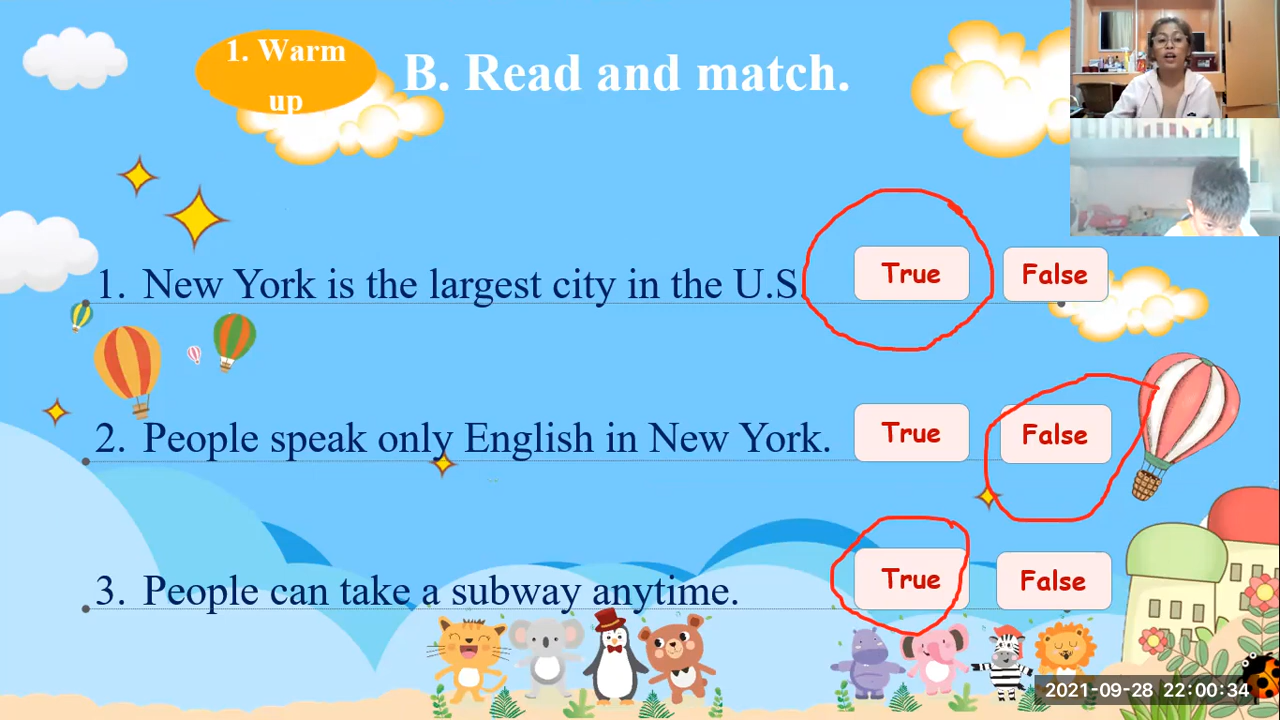 1. Warm
up
B. Read and match.
1. New York is the largest city in the U.S.
True
False
2. People speak only English in New York.
True
False
3. People can take a subway anytime.
True
False
2021-09-28 22:00:34